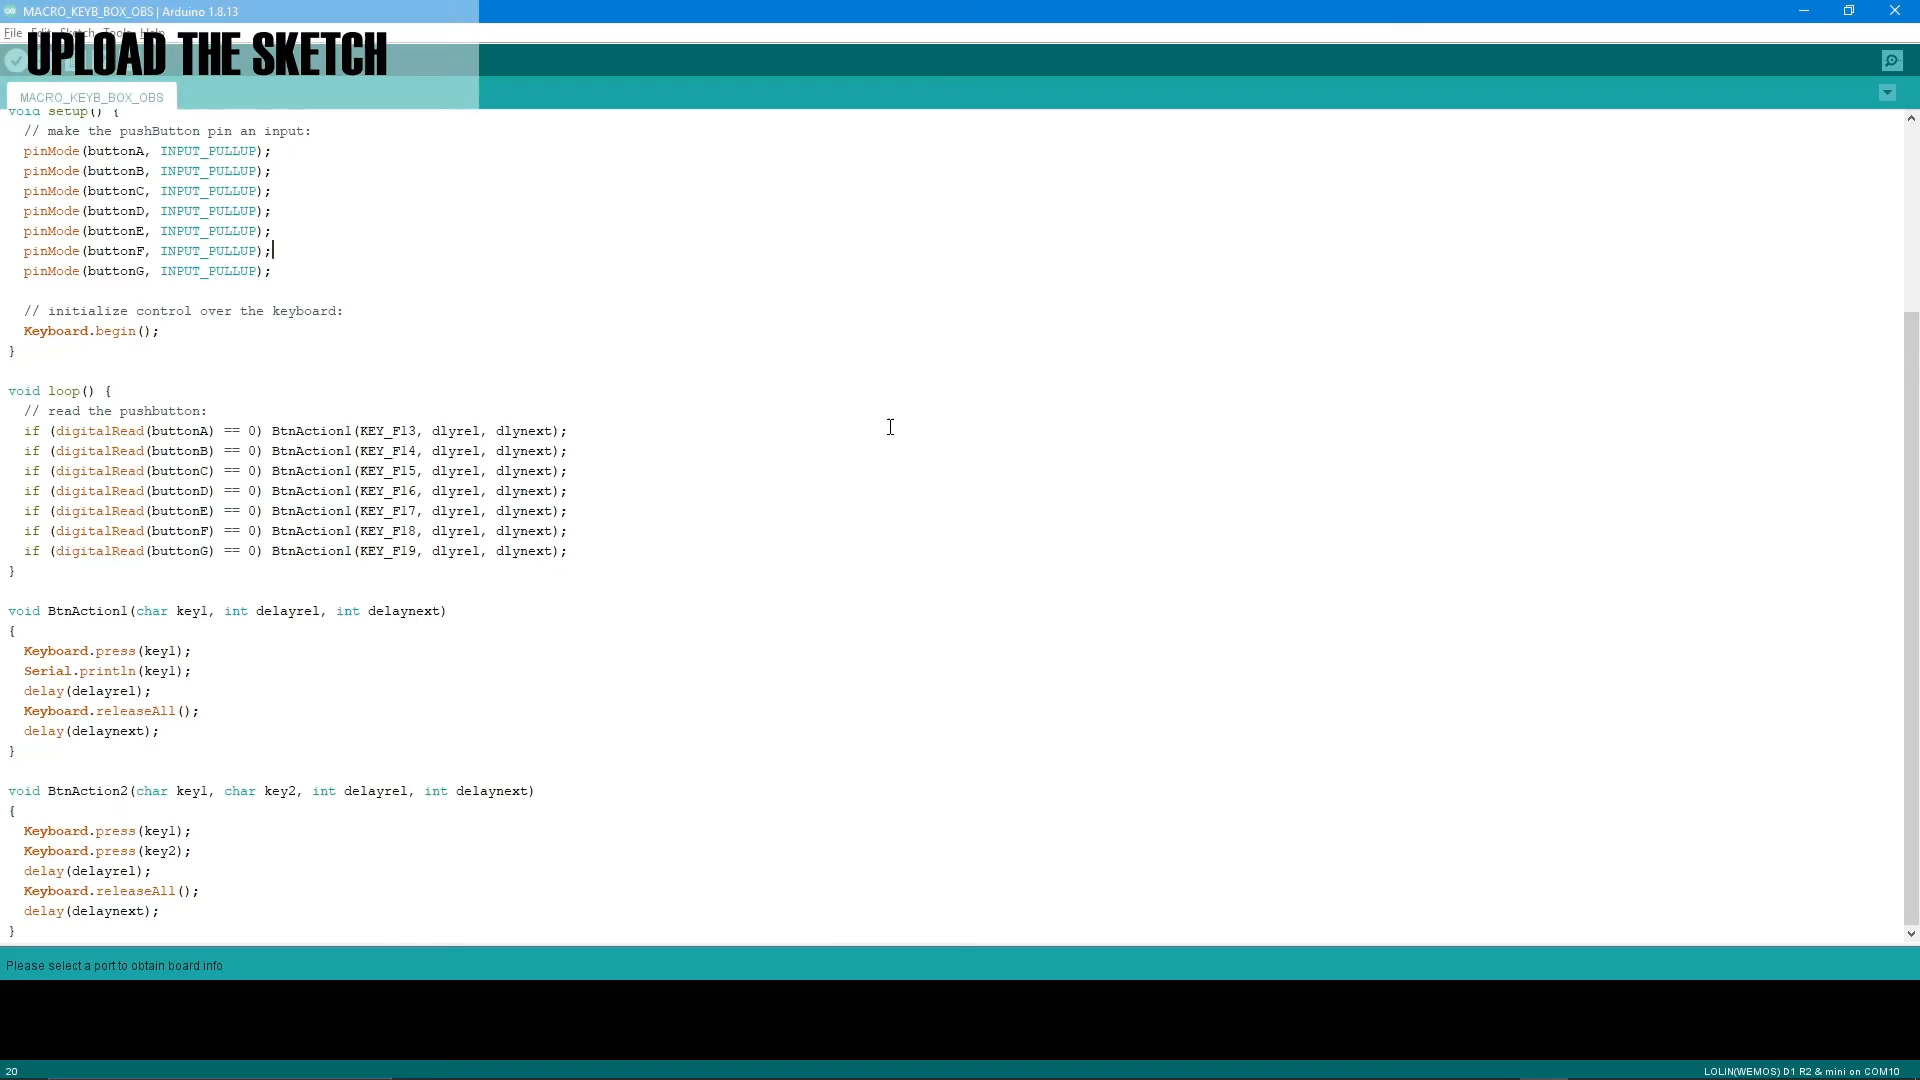 MACRO_KEYB_BOX_OBS | Arduino 1.8.13
File Edit Sketch Tools Help
UPLOAD THE SKETCH
MACRO_KEYB_BOX_OBS
void setup() {
// make the pushButton pin an input:
pinMode(buttonA, INPUT_PULLUP);
pinMode(buttonB, INPUT_PULLUP);
pinMode(buttonC, INPUT_PULLUP);
pinMode(buttonD, INPUT_PULLUP);
pinMode(buttonE, INPUT_PULLUP);
pinMode(buttonF, INPUT_PULLUP);
pinMode(buttonG, INPUT_PULLUP);
// initialize control over the keyboard:
Keyboard.begin();
}
void loop() {
// read the pushbutton:
if (digitalRead(buttonA) == 0) BtnAction1(KEY_F13, dlyrel, dlynext);
if (digitalRead(buttonB) == 0) BtnAction1(KEY_F14, dlyrel, dlynext);
if (digitalRead(buttonC) == 0) BtnAction1(KEY_F15, dlyrel, dlynext);
if (digitalRead(buttonD) == 0) BtnAction1(KEY_F16, dlyrel, dlynext);
if (digitalRead(buttonE) == 0) BtnAction1(KEY_F17, dlyrel, dlynext);
if (digitalRead(buttonF) == 0) BtnAction1(KEY_F18, dlyrel, dlynext);
if (digitalRead(buttonG) == 0) BtnAction1(KEY_F19, dlyrel, dlynext);
}
void BtnAction1(char key1, int delayrel, int delaynext)
{
Keyboard.press(key1);
Serial.println(key1);
delay(delayrel);
Keyboard.releaseAll();
delay(delaynext);
}
void BtnAction2(char key1, char key2, int delayrel, int delaynext)
{
Keyboard.press(key1);
Keyboard.press(key2);
delay(delayrel);
Keyboard.releaseAll();
delay(delaynext);
}
Please select a port to obtain board info
20
LOLIN(WEMOS) D1 R2 & mini on COM10